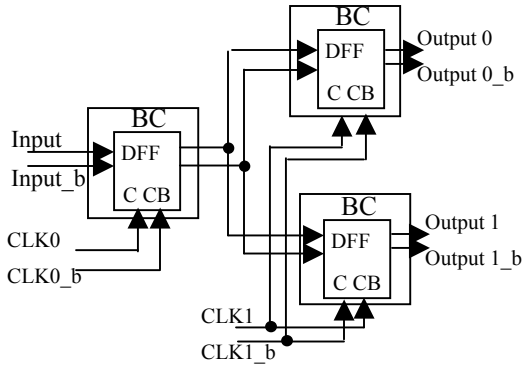 BC
DFF
C CB
Output 0
Output 0_b
BC
DFF
C CB
Input
Input_b
CLK0
CLK0_b
BC
DFF
C CB
Output 1
Output 1_b
CLK1
CLK1_b